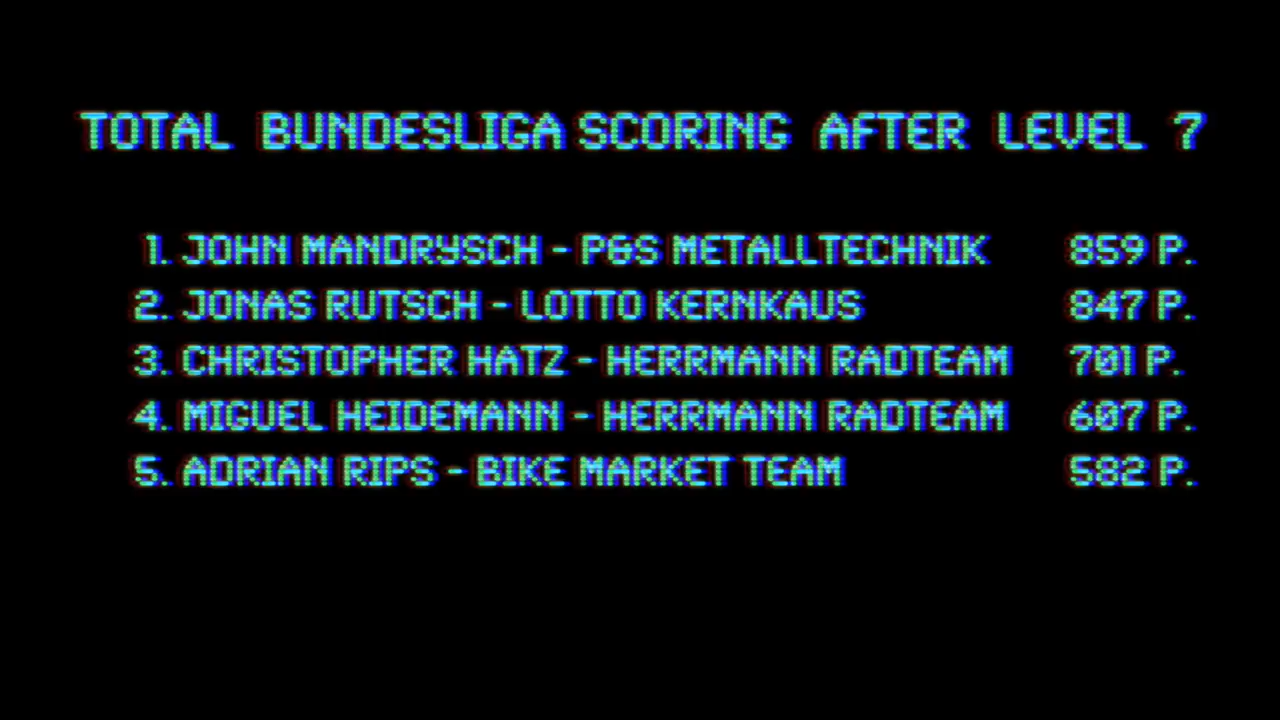 TOTAL BUNDESLIGA SCORING AFTER LEVEL 7
1. JOHN MANDRYSCH - P&S METALLTECHNIK 859 P.
2. JONAS RUTSCH - LOTTO KERNKAUS 847 P.
3. CHRISTOPHER HATZ - HERRMANN RADTEAM 701 P.
4. MIGUEL HEIDEMANN - HERRMANN RADTEAM 607 P.
5. ADRIAN RIPS - BIKE MARKET TEAM 582 P.